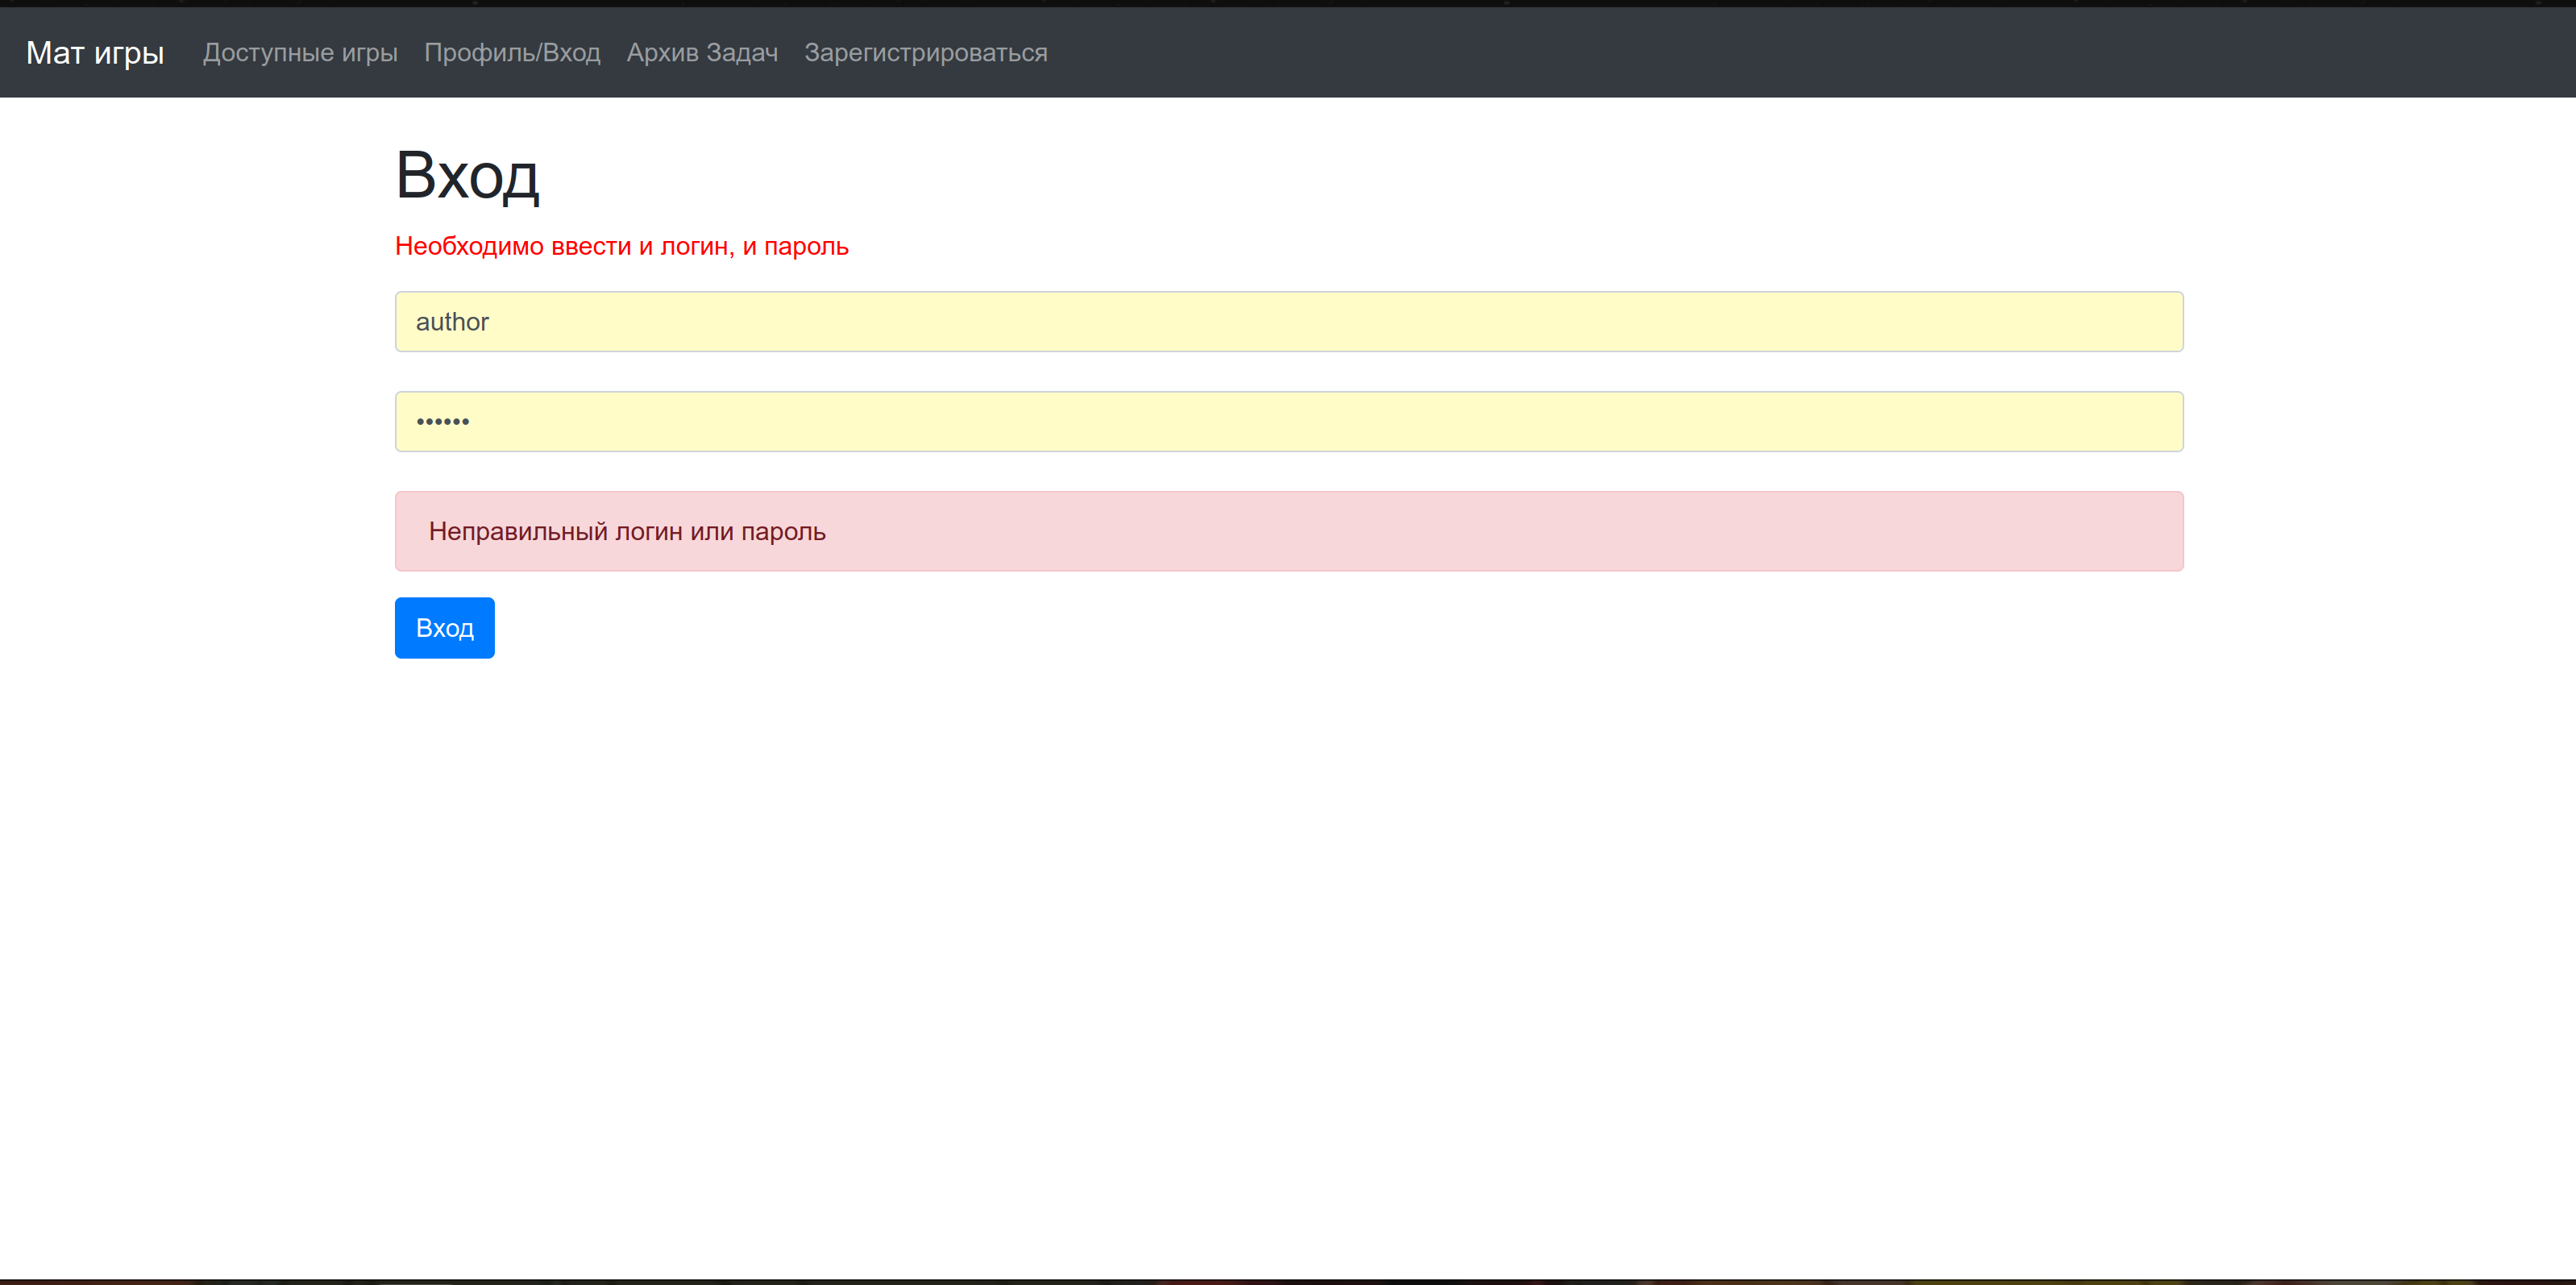 Мат игры Доступные игры Профиль/Вход Архив Задач Зарегистрироваться
Вход
Необходимо ввести и логин, и пароль
author
••••••
Неправильный логин или пароль
Вход